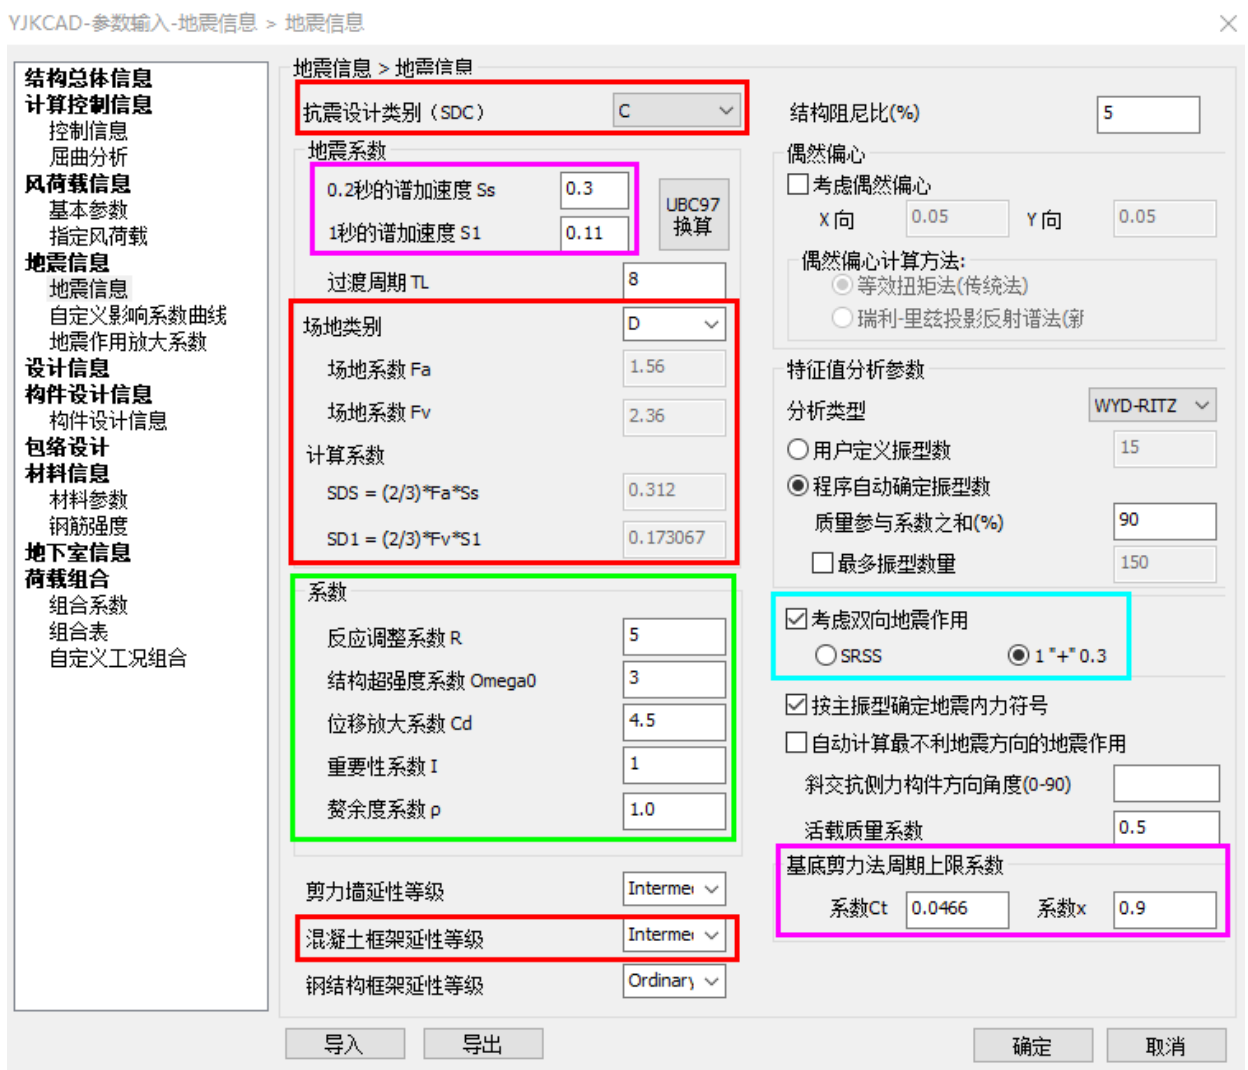 YJKCAD-参数输入-地震信息 > 地震信息
结构总体信息
计算控制信息
控制信息
屈曲分析
风荷载信息
基本参数
指定风荷载
地震信息
地震信息
自定义影响系数曲线
地震作用放大系数
设计信息
构件设计信息
构件设计信息
包络设计
材料信息
材料参数
钢筋强度
地下室信息
荷载组合
组合系数
组合表
自定义工况组合
地震信息 > 地震信息
抗震设计类别（SDC） C
地震系数
0.2秒的谱加速度 Ss 0.3
1秒的谱加速度 S1 0.11
UBC97
换算
过渡周期 TL 8
场地类别 D
场地系数 Fa 1.56
场地系数 Fv 2.36
计算系数
SDS = (2/3)*Fa*Ss 0.312
SD1 = (2/3)*Fv*S1 0.173067
系数
反应调整系数 R 5
结构超强度系数 Omega0 3
位移放大系数 Cd 4.5
重要性系数 I 1
赘余度系数 ρ 1.0
剪力墙延性等级 Interme
混凝土框架延性等级 Interme
钢结构框架延性等级 Ordinary
结构阻尼比(%) 5
偶然偏心
考虑偶然偏心
X 向 0.05 Y 向 0.05
偶然偏心计算方法:
等效扭矩法(传统法)
瑞利-里兹投影反射谱法(新
特征值分析参数
分析类型 WYD-RITZ
用户定义振型数 15
程序自动确定振型数
质量参与系数之和(%) 90
最多振型数量 150
考虑双向地震作用
SRSS 1 "+" 0.3
按主振型确定地震内力符号
自动计算最不利地震方向的地震作用
斜交抗侧力构件方向角度(0-90)
活载质量系数 0.5
基底剪力法周期上限系数
系数Ct 0.0466 系数x 0.9
导入 导出 确定 取消